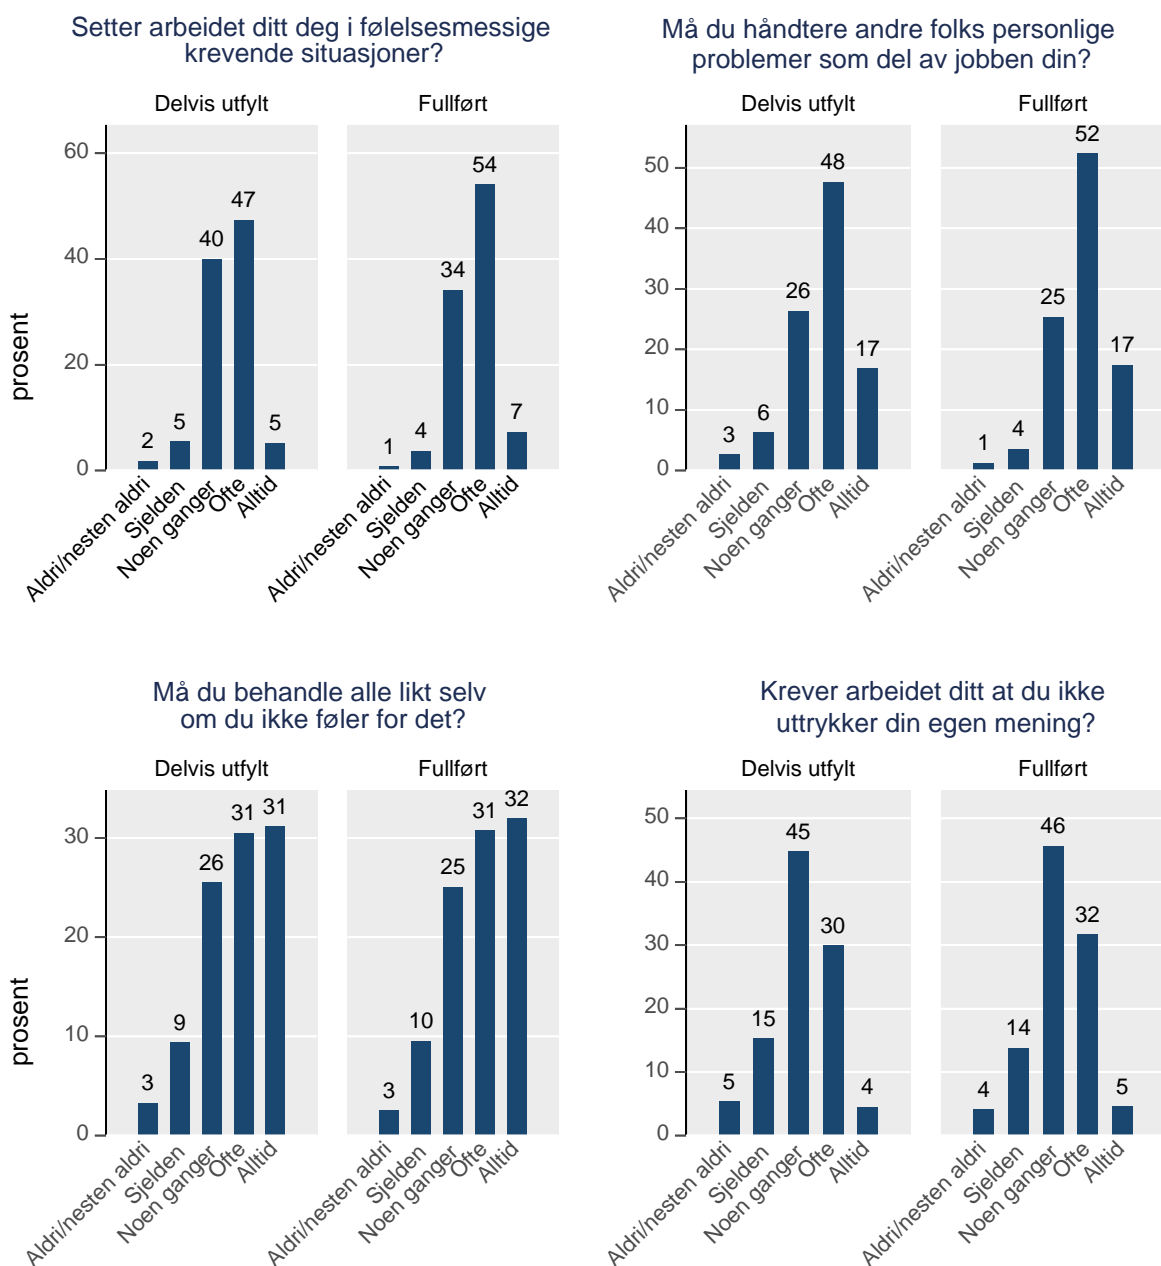 Setter arbeidet ditt deg i følelsesmessige
krevende situasjoner?
Delvis utfylt
Fullført
prosent
60
40
20
0
2
5
40
47
5
1
4
34
54
7
Aldri/nesten aldri
Sjelden
Noen ganger
Ofte
Alltid
Aldri/nesten aldri
Sjelden
Noen ganger
Ofte
Alltid
Må du håndtere andre folks personlige
problemer som del av jobben din?
Delvis utfylt
Fullført
50
40
30
20
10
0
3
6
26
48
17
1
4
25
52
17
Aldri/nesten aldri
Sjelden
Noen ganger
Ofte
Alltid
Aldri/nesten aldri
Sjelden
Noen ganger
Ofte
Alltid
Må du behandle alle likt selv
om du ikke føler for det?
Delvis utfylt
Fullført
prosent
30
20
10
0
3
9
26
31
31
3
10
25
31
32
Aldri/nesten aldri
Sjelden
Noen ganger
Ofte
Alltid
Aldri/nesten aldri
Sjelden
Noen ganger
Ofte
Alltid
Krever arbeidet ditt at du ikke
uttrykker din egen mening?
Delvis utfylt
Fullført
50
40
30
20
10
0
5
15
45
30
4
4
14
46
32
5
Aldri/nesten aldri
Sjelden
Noen ganger
Ofte
Alltid
Aldri/nesten aldri
Sjelden
Noen ganger
Ofte
Alltid